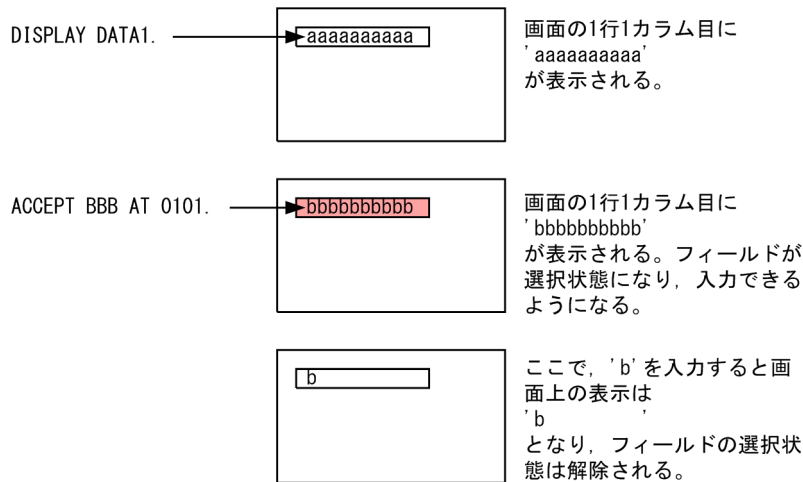 DISPLAY DATA1.
aaaaaaaaaa
画面の1行1カラム目に
'aaaaaaaaaa'
が表示される。
ACCEPT BBB AT 0101.
bbbbbbbbbb
画面の1行1カラム目に
'bbbbbbbbbb'
が表示される。フィールドが
選択状態になり，入力できる
ようになる。
b
ここで，'b'を入力すると画
面上の表示は
'b         '
となり，フィールドの選択状
態は解除される。